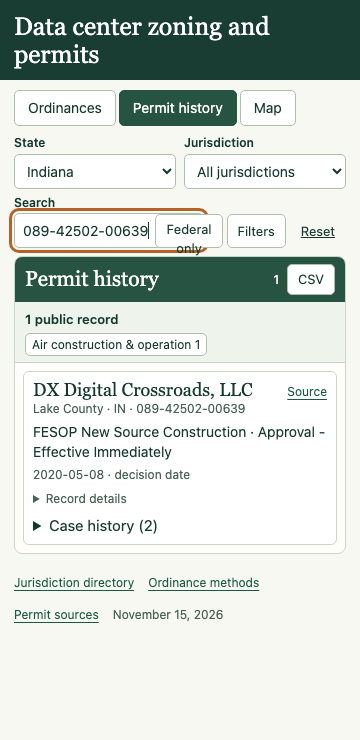 Data center zoning and
permits
Ordinances
Permit history
Map
State
Jurisdiction
Indiana
All jurisdictions
Search
089-42502-00639
Federal
only
Filters
Reset
Permit history
1
CSV
1 public record
Air construction & operation 1
DX Digital Crossroads, LLC
Source
Lake County · IN · 089-42502-00639
FESOP New Source Construction · Approval -
Effective Immediately
2020-05-08 · decision date
Record details
Case history (2)
Jurisdiction directory
Ordinance methods
Permit sources
November 15, 2026